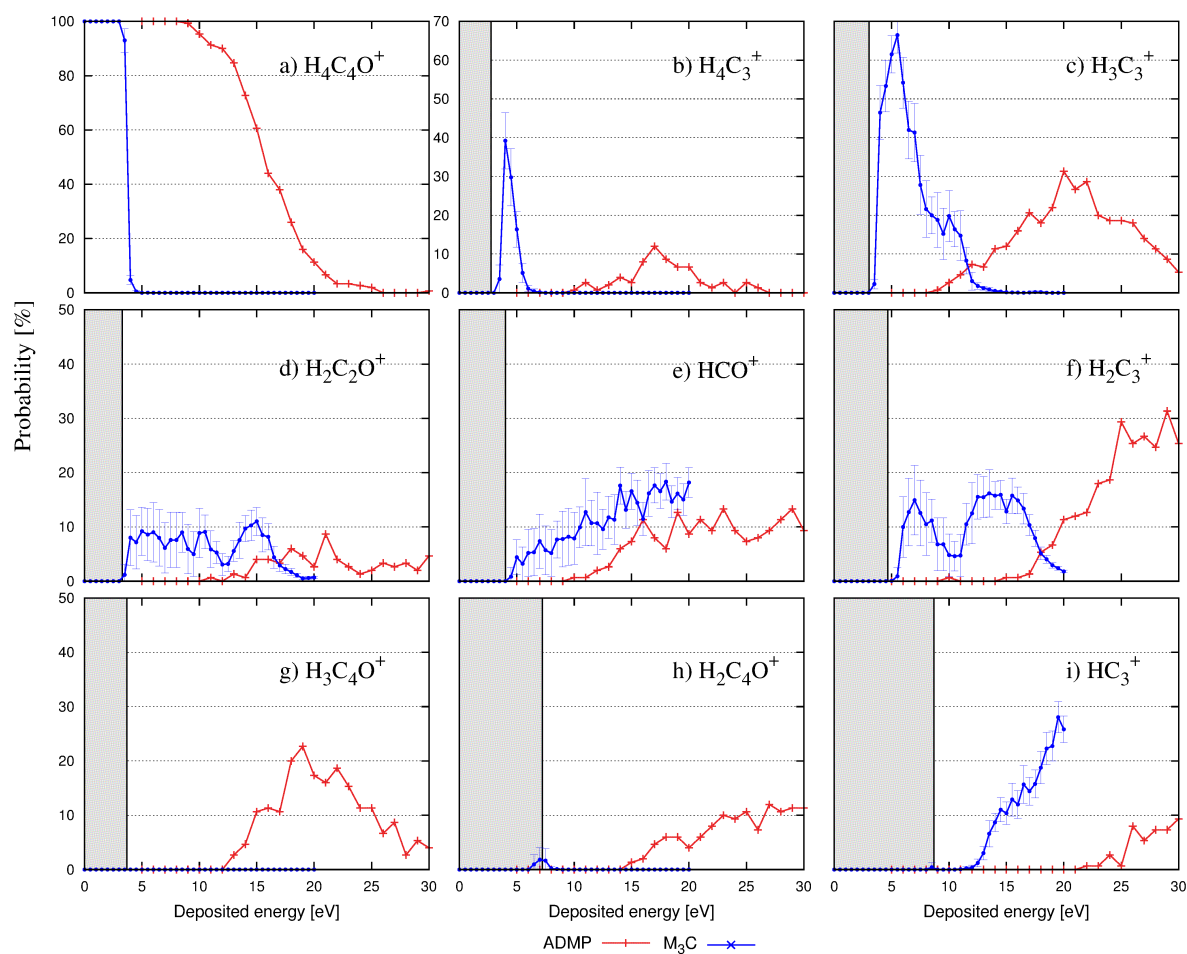 100
80
60
40
20
0
a) H4C4O+
70
60
50
40
30
20
10
0
b) H4C3+
c) H3C3+
Probability [%]
50
40
30
20
10
0
d) H2C2O+
e) HCO+
f) H2C3+
50
40
30
20
10
0
g) H3C4O+
h) H2C4O+
i) HC3+
0 5 10 15 20 25 30
0 5 10 15 20 25 30
0 5 10 15 20 25 30
Deposited energy [eV]
Deposited energy [eV]
Deposited energy [eV]
ADMP
M3C